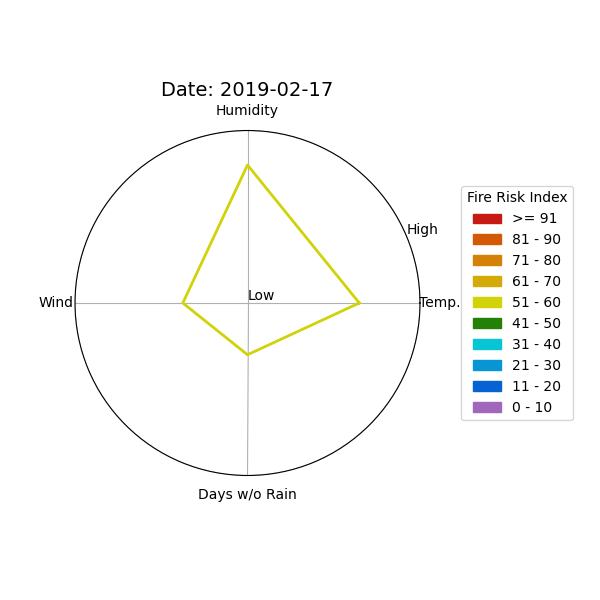 Date: 2019-02-17
Humidity
High
Low
Wind
Temp.
Days w/o Rain
Fire Risk Index
>= 91
81 - 90
71 - 80
61 - 70
51 - 60
41 - 50
31 - 40
21 - 30
11 - 20
0 - 10